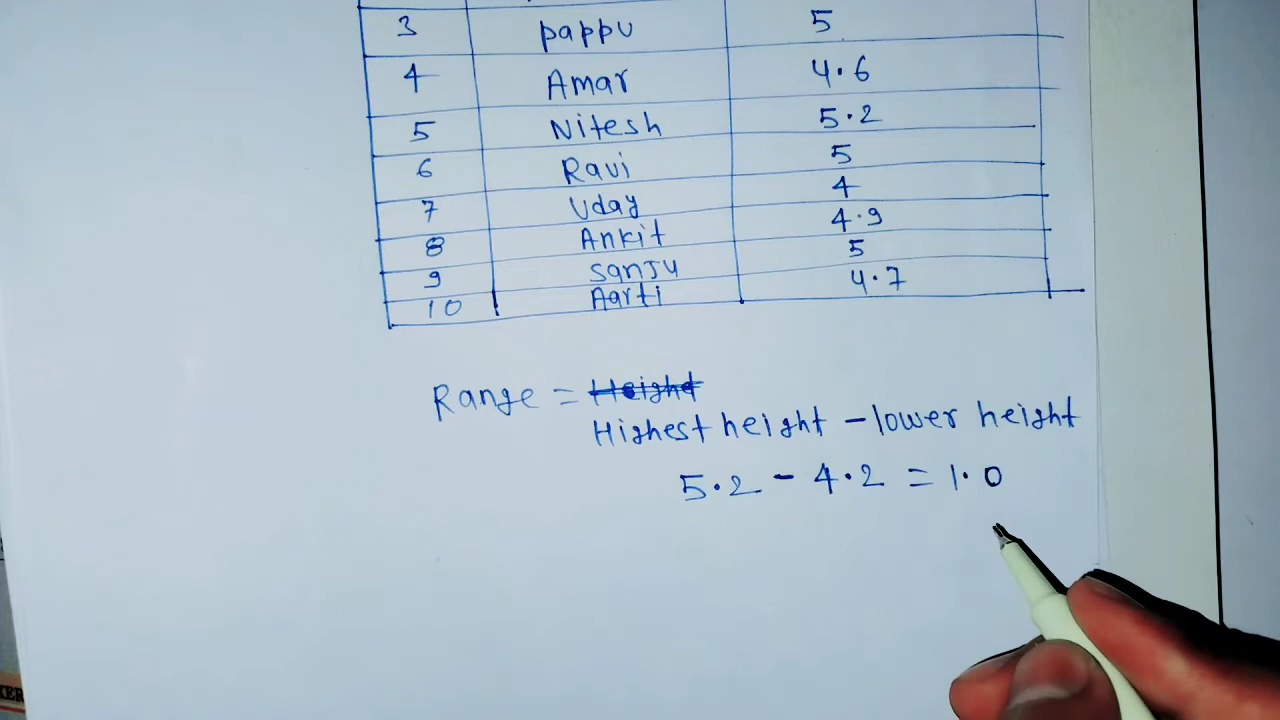 3 pappu 5
4 Amar 4.6
5 Nitesh 5.2
6 Ravi 5
7 Uday 4
8 Ankit 4.9
9 Sanju 5
10 Aarti 4.7
Range = Height
Highest height - lower height
5.2 - 4.2 = 1.0